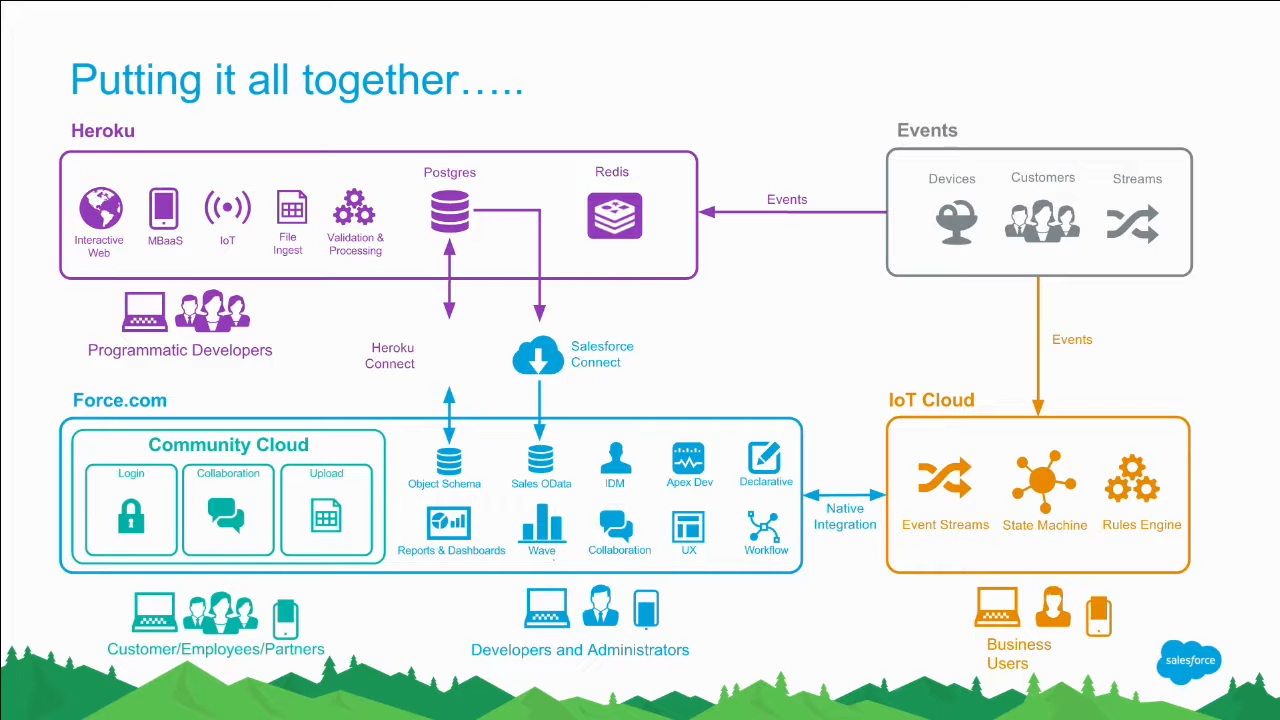 Putting it all together…..
Heroku
Interactive
Web
MBaaS
IoT
File
Ingest
Validation &
Processing
Postgres
Redis
Events
Events
Devices
Customers
Streams
Programmatic Developers
Heroku
Connect
Salesforce
Connect
Events
Force.com
Community Cloud
Login
Collaboration
Upload
Object Schema
Sales OData
IDM
Apex Dev
Declarative
Reports & Dashboards
Wave
Collaboration
UX
Workflow
Native
Integration
IoT Cloud
Event Streams
State Machine
Rules Engine
Customer/Employees/Partners
Developers and Administrators
Business
Users
salesforce